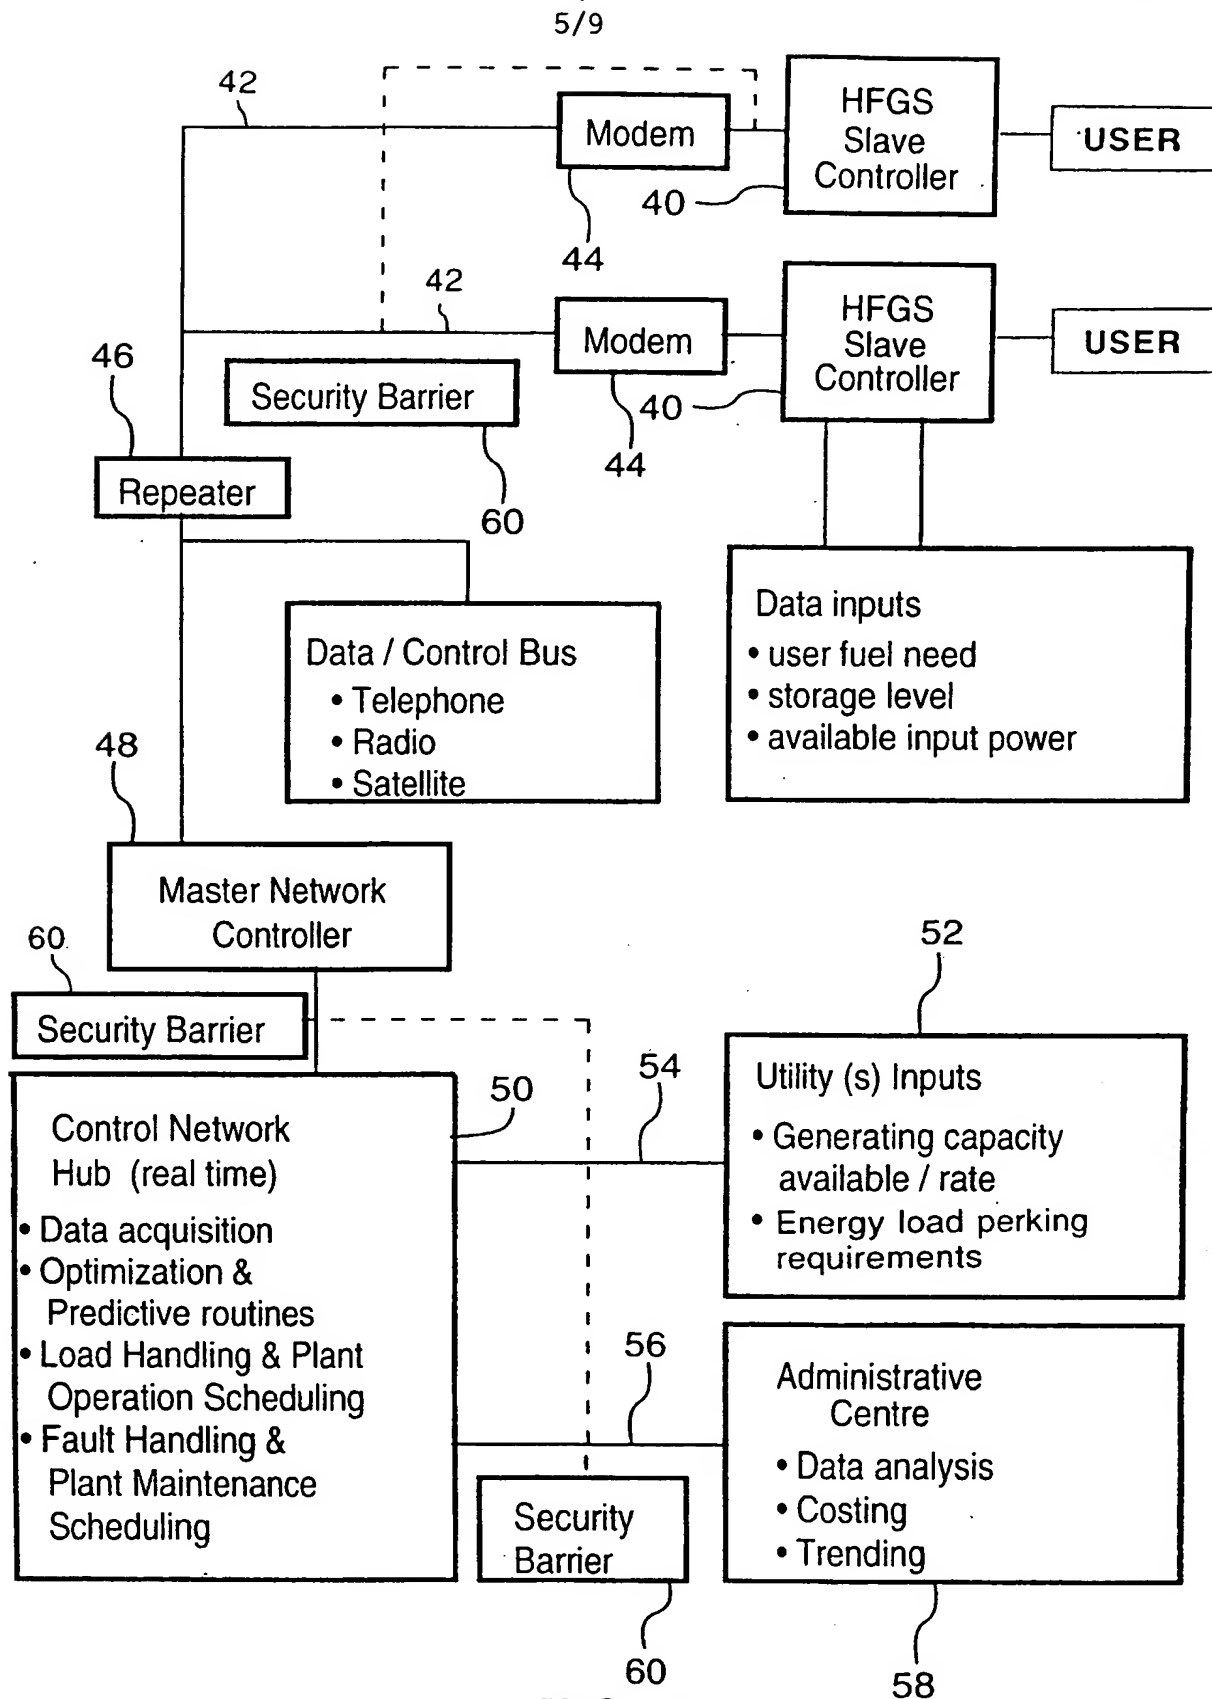 5/9
42
Modem
HFGS
Slave
Controller
USER
40
44
42
Modem
HFGS
Slave
Controller
USER
46
Security Barrier
40
44
Repeater
60
Data / Control Bus
• Telephone
• Radio
• Satellite
Data inputs
• user fuel need
• storage level
• available input power
48
Master Network
Controller
60
Security Barrier
52
50
54
Control Network
Hub (real time)
• Data acquisition
• Optimization &
Predictive routines
• Load Handling & Plant
Operation Scheduling
• Fault Handling &
Plant Maintenance
Scheduling
Utility (s) Inputs
• Generating capacity
available / rate
• Energy load perking
requirements
56
Administrative
Centre
• Data analysis
• Costing
• Trending
Security
Barrier
60
58